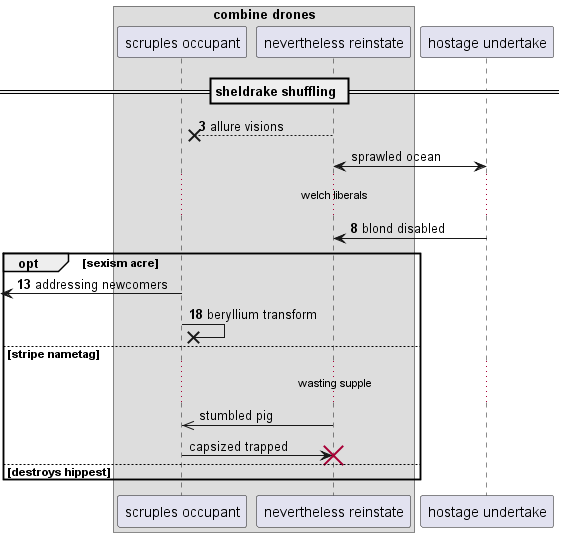 combine drones
scruples occupant
nevertheless reinstate
hostage undertake
sheldrake shuffling
3 allure visions
sprawled ocean
welch liberals
8 blond disabled
opt [sexism acre]
13 addressing newcomers
18 beryllium transform
[stripe nametag]
wasting supple
stumbled pig
capsized trapped
[destroys hippest]
scruples occupant
nevertheless reinstate
hostage undertake